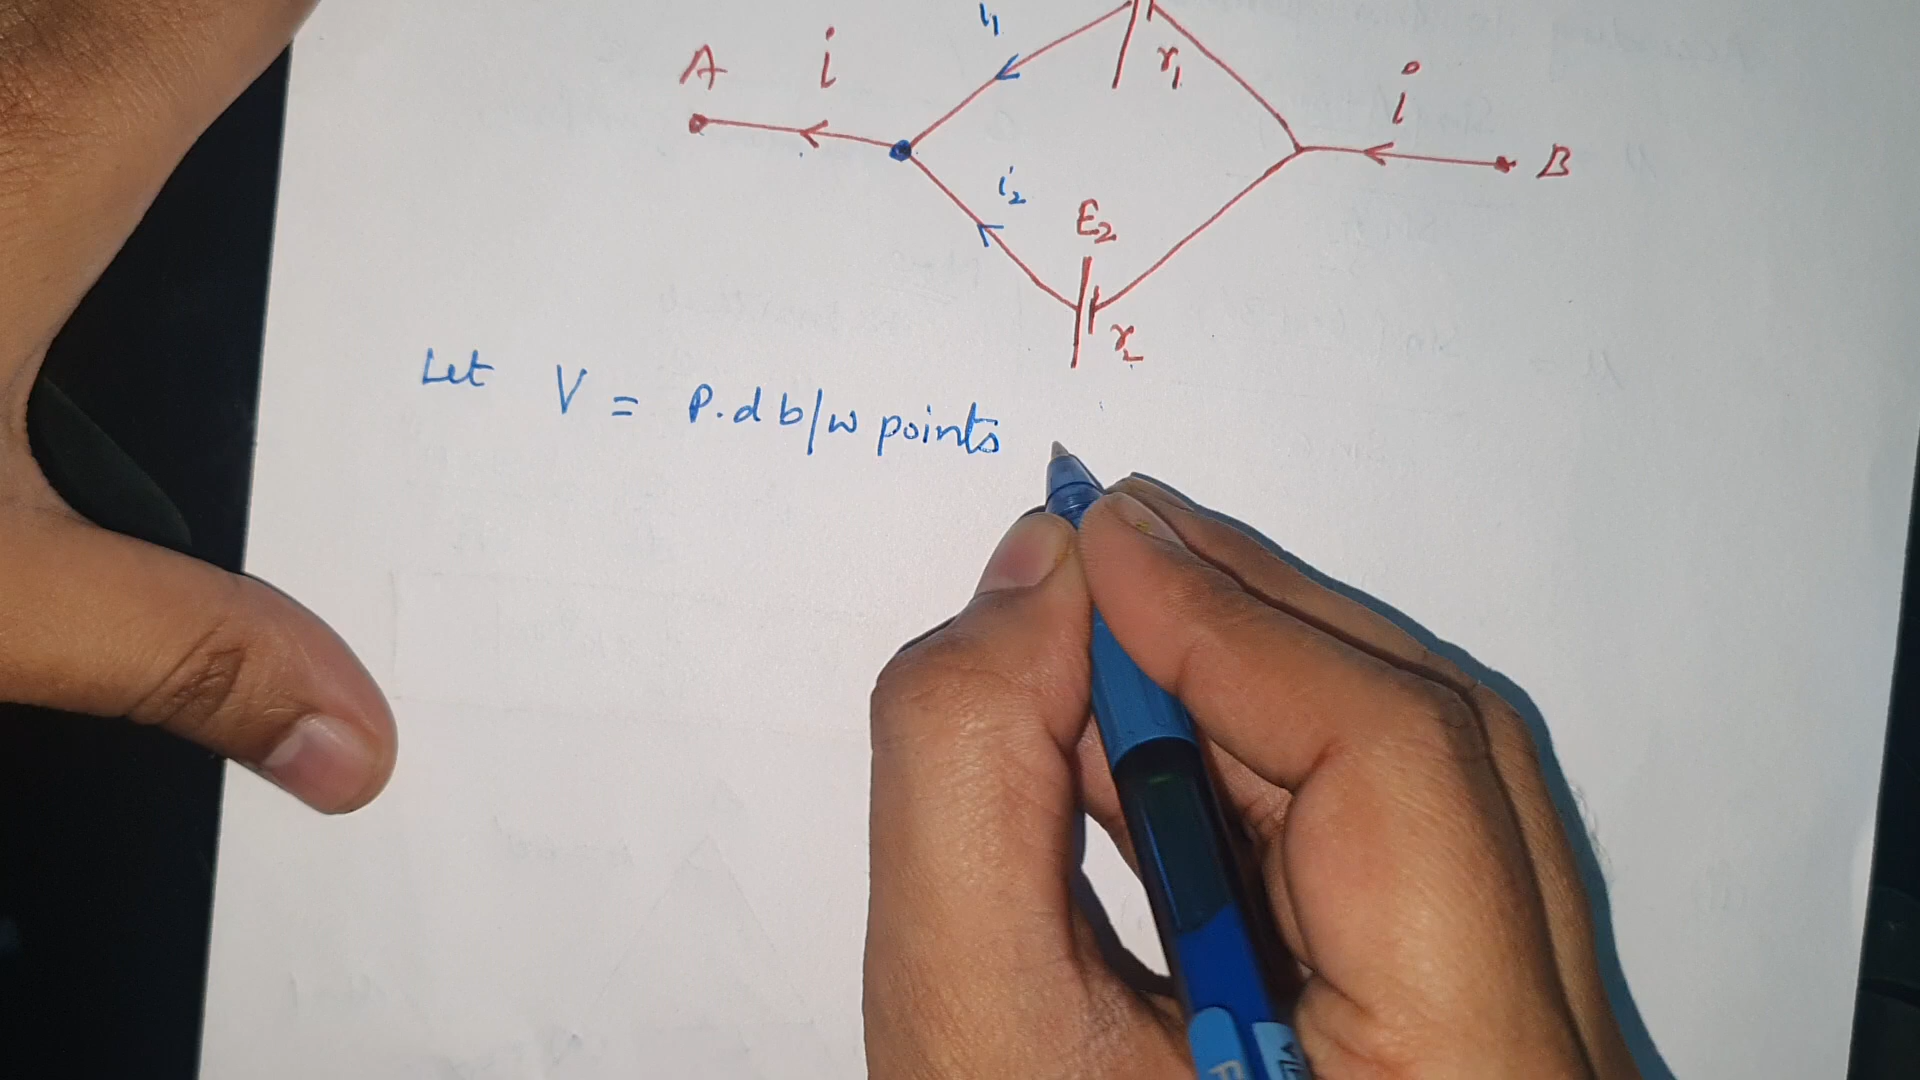 i₁
r₁
A i
i B
i₂
E₂
r₂
Let V = P.d b/w points